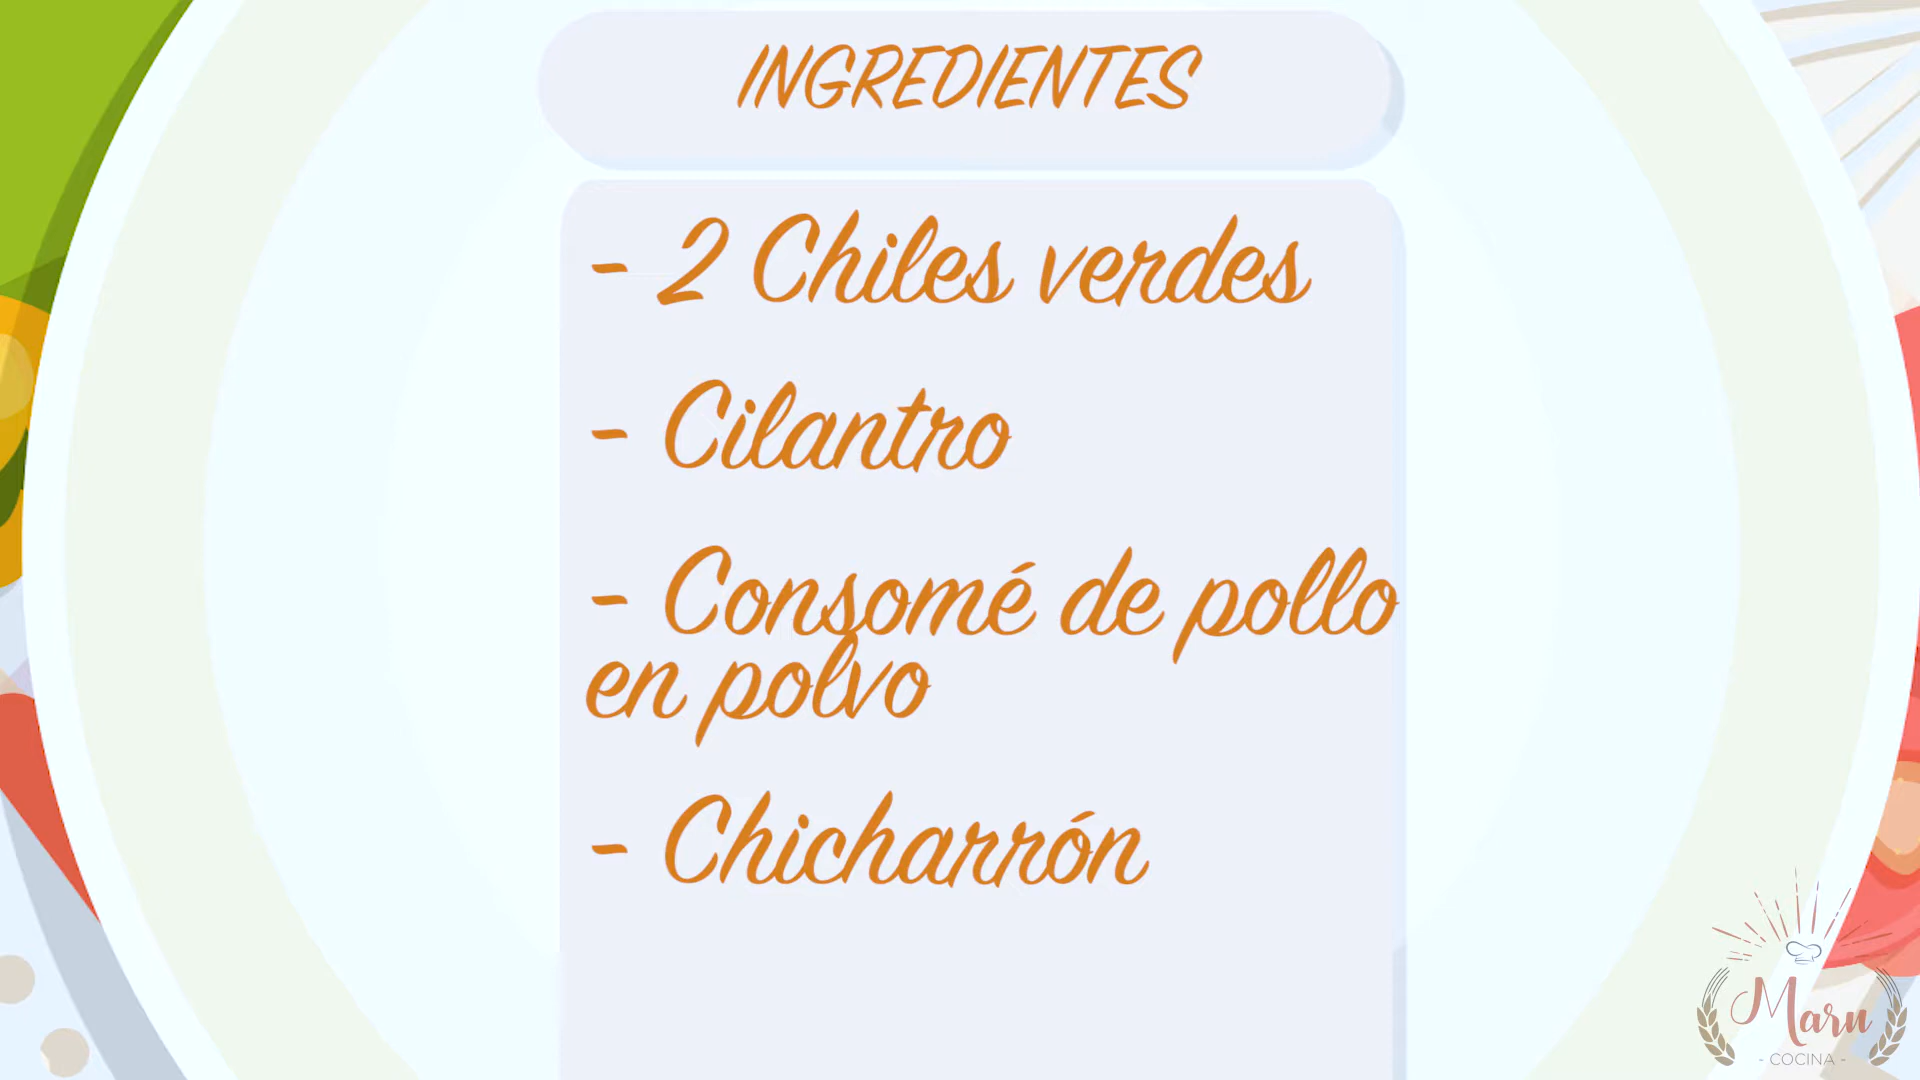 INGREDIENTES
- 2 Chiles verdes
- Cilantro
- Consomé de pollo
en polvo
- Chicharrón
Maru
- COCINA -